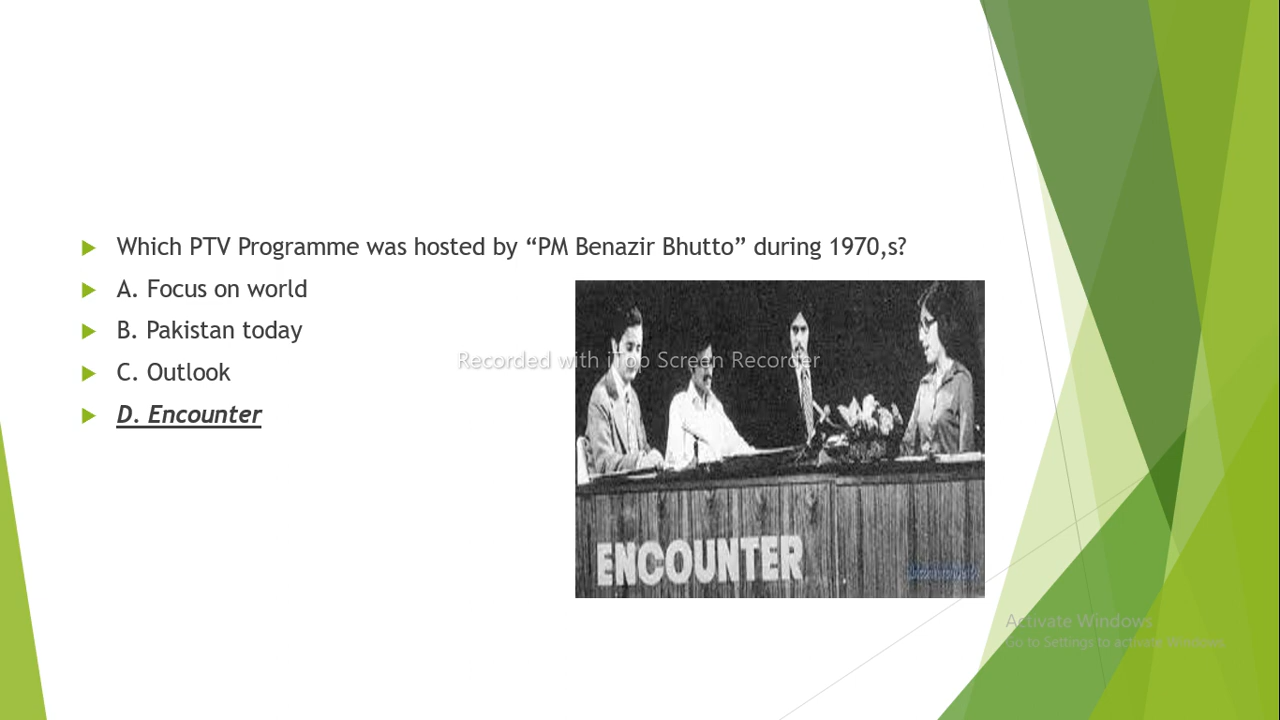 Which PTV Programme was hosted by “PM Benazir Bhutto” during 1970,s?
A. Focus on world
B. Pakistan today
C. Outlook
D. Encounter
Recorded with iTop Screen Recorder
ENCOUNTER
Activate Windows
Go to Settings to activate Windows.